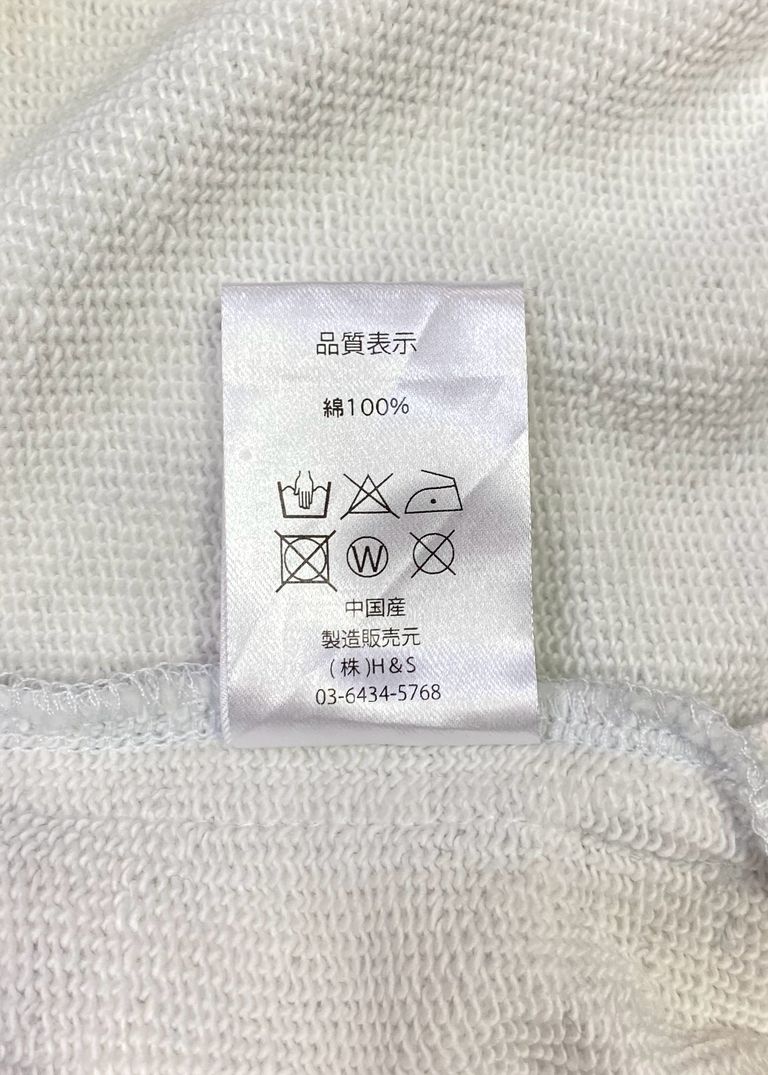 品質表示
綿100%
W
中国産
製造販売元
(株)H&S
03-6434-5768